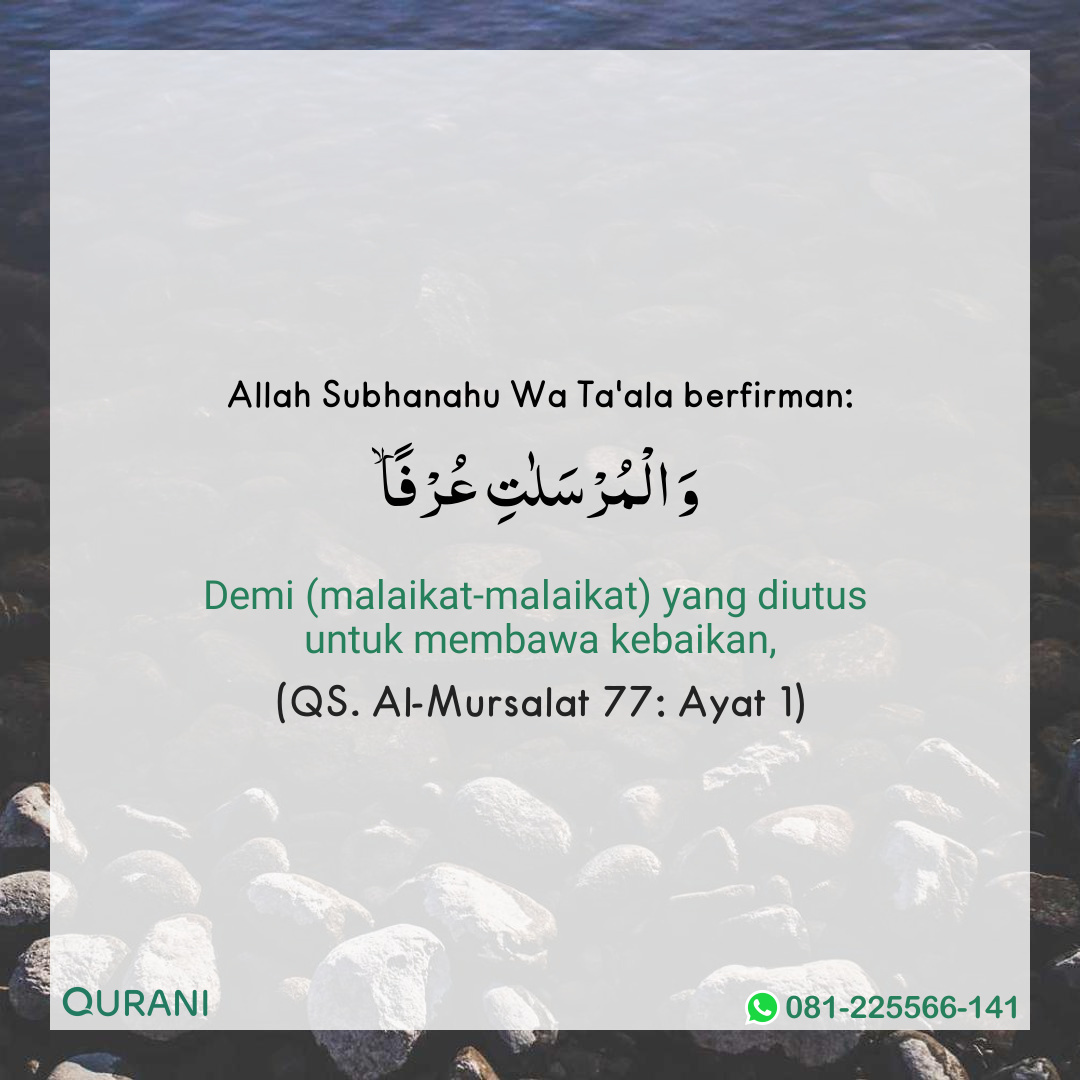 Allah Subhanahu Wa Ta'ala berfirman:
وَالْمُرْسَلٰتِ عُرْفًاۙ
Demi (malaikat-malaikat) yang diutus
untuk membawa kebaikan,
(QS. Al-Mursalat 77: Ayat 1)
QURANI
081-225566-141